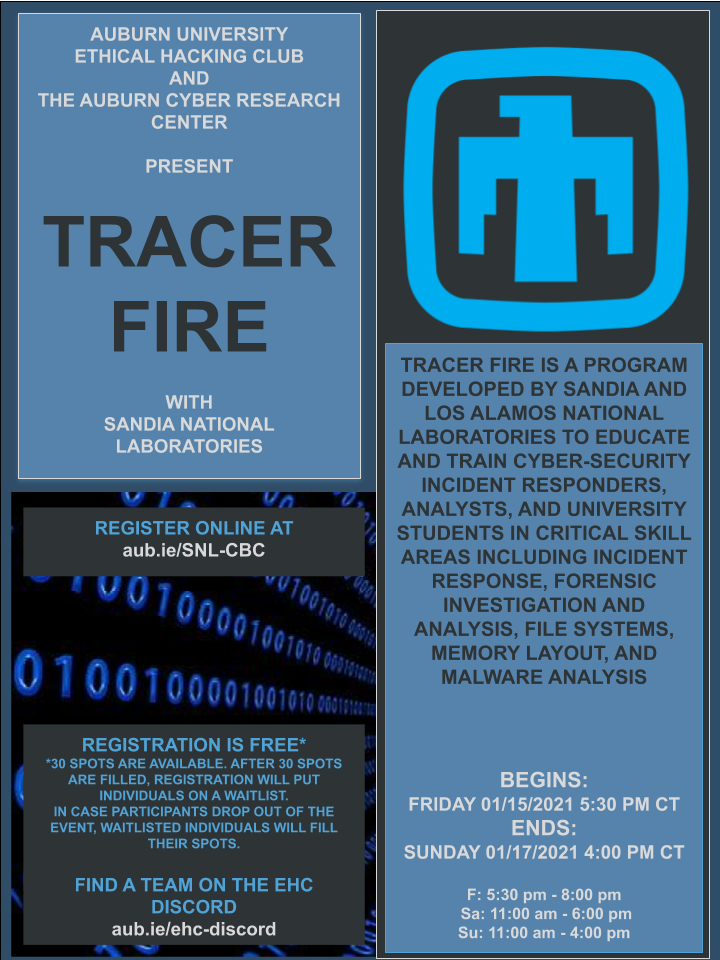 AUBURN UNIVERSITY
ETHICAL HACKING CLUB
AND
THE AUBURN CYBER RESEARCH
CENTER
PRESENT
TRACER
FIRE
WITH
SANDIA NATIONAL
LABORATORIES
REGISTER ONLINE AT
aub.ie/SNL-CBC
0100100001001010 0001010010
0100100001001010 000101001001
REGISTRATION IS FREE*
*30 SPOTS ARE AVAILABLE. AFTER 30 SPOTS
ARE FILLED, REGISTRATION WILL PUT
INDIVIDUALS ON A WAITLIST.
IN CASE PARTICIPANTS DROP OUT OF THE
EVENT, WAITLISTED INDIVIDUALS WILL FILL
THEIR SPOTS.
FIND A TEAM ON THE EHC
DISCORD
aub.ie/ehc-discord
TRACER FIRE IS A PROGRAM
DEVELOPED BY SANDIA AND
LOS ALAMOS NATIONAL
LABORATORIES TO EDUCATE
AND TRAIN CYBER-SECURITY
INCIDENT RESPONDERS,
ANALYSTS, AND UNIVERSITY
STUDENTS IN CRITICAL SKILL
AREAS INCLUDING INCIDENT
RESPONSE, FORENSIC
INVESTIGATION AND
ANALYSIS, FILE SYSTEMS,
MEMORY LAYOUT, AND
MALWARE ANALYSIS
BEGINS:
FRIDAY 01/15/2021 5:30 PM CT
ENDS:
SUNDAY 01/17/2021 4:00 PM CT
F: 5:30 pm - 8:00 pm
Sa: 11:00 am - 6:00 pm
Su: 11:00 am - 4:00 pm